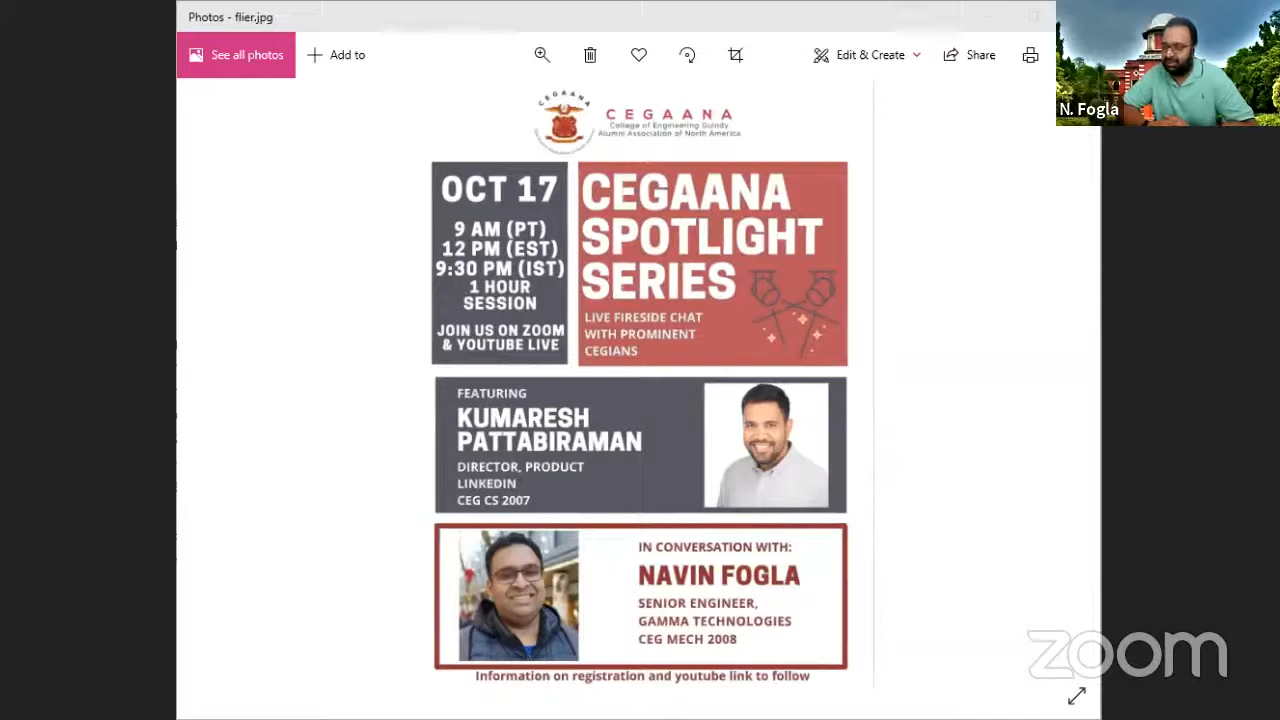 Photos - flier.jpg
See all photos
Add to
Edit & Create
Share
N. Fogla
CEGAANA
CEGAANA
College of Engineering Guindy
Alumni Association of North America
OCT 17
9 AM (PT)
12 PM (EST)
9:30 PM (IST)
1 HOUR
SESSION
JOIN US ON ZOOM
& YOUTUBE LIVE
CEGAANA
SPOTLIGHT
SERIES
LIVE FIRESIDE CHAT
WITH PROMINENT
CEGIANS
FEATURING
KUMARESH
PATTABIRAMAN
DIRECTOR, PRODUCT
LINKEDIN
CEG CS 2007
IN CONVERSATION WITH:
NAVIN FOGLA
SENIOR ENGINEER,
GAMMA TECHNOLOGIES
CEG MECH 2008
Information on registration and youtube link to follow
zoom